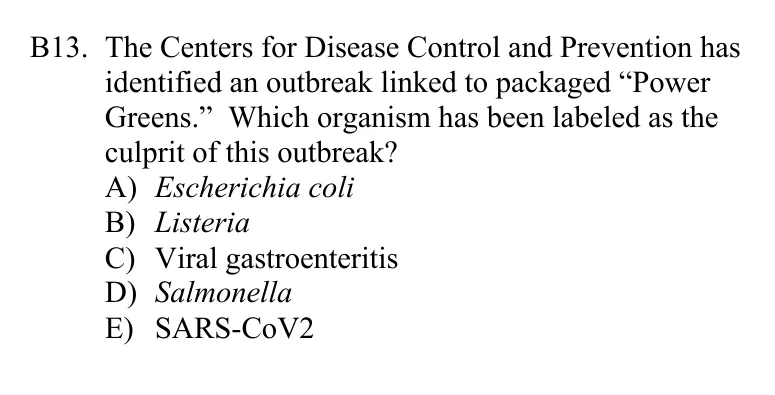 B13. The Centers for Disease Control and Prevention has
identified an outbreak linked to packaged “Power
Greens.” Which organism has been labeled as the
culprit of this outbreak?
A) Escherichia coli
B) Listeria
C) Viral gastroenteritis
D) Salmonella
E) SARS-CoV2